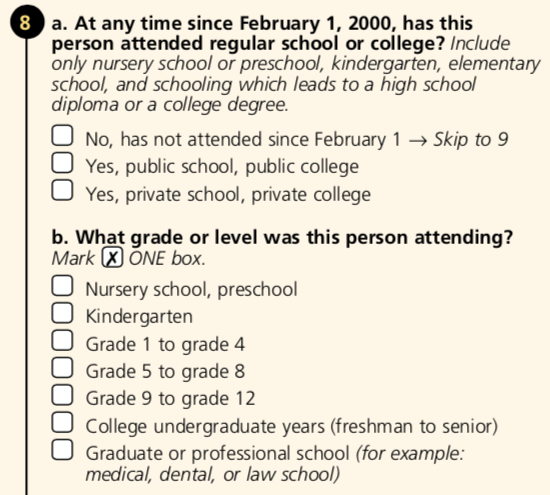 8 a. At any time since February 1, 2000, has this
person attended regular school or college? Include
only nursery school or preschool, kindergarten, elementary
school, and schooling which leads to a high school
diploma or a college degree.
No, has not attended since February 1 → Skip to 9
Yes, public school, public college
Yes, private school, private college
b. What grade or level was this person attending?
Mark ☒ ONE box.
Nursery school, preschool
Kindergarten
Grade 1 to grade 4
Grade 5 to grade 8
Grade 9 to grade 12
College undergraduate years (freshman to senior)
Graduate or professional school (for example:
medical, dental, or law school)